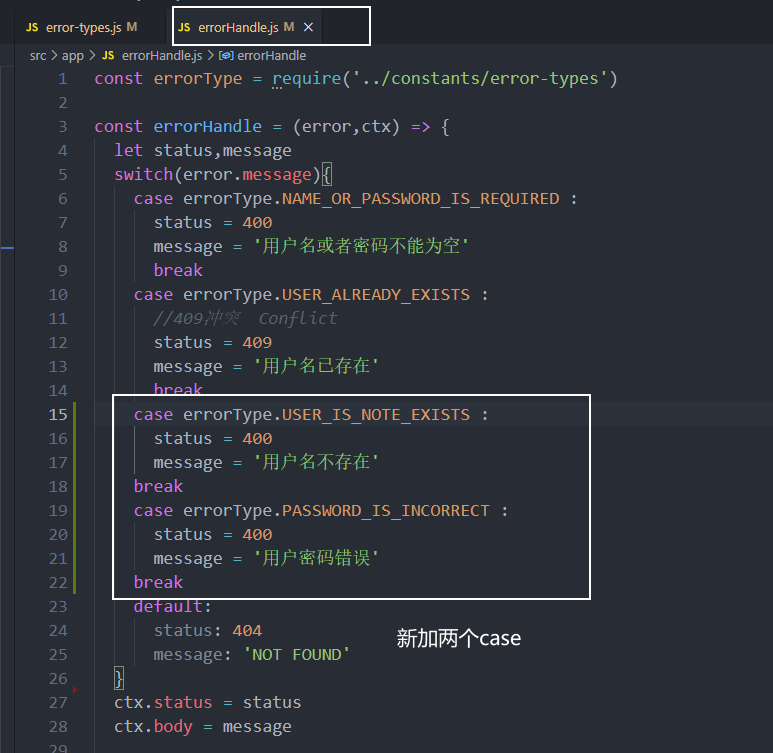 JS error-types.js M JS errorHandle.js M ×
src > app > JS errorHandle.js > errorHandle
1 const errorType = require('../constants/error-types')
2
3 const errorHandle = (error,ctx) => {
4 let status,message
5 switch(error.message){
6 case errorType.NAME_OR_PASSWORD_IS_REQUIRED :
7 status = 400
8 message = '用户名或者密码不能为空'
9 break
10 case errorType.USER_ALREADY_EXISTS :
11 //409冲突  Conflict
12 status = 409
13 message = '用户名已存在'
14 break
15 case errorType.USER_IS_NOTE_EXISTS :
16 status = 400
17 message = '用户名不存在'
18 break
19 case errorType.PASSWORD_IS_INCORRECT :
20 status = 400
21 message = '用户密码错误'
22 break
23 default:
24 status: 404
新加两个case
25 message: 'NOT FOUND'
26 }
27 ctx.status = status
28 ctx.body = message
29